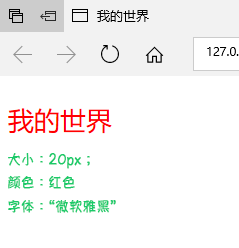 我的世界
127.0.
我的世界
大小：20px；
颜色：红色
字体：“微软雅黑”